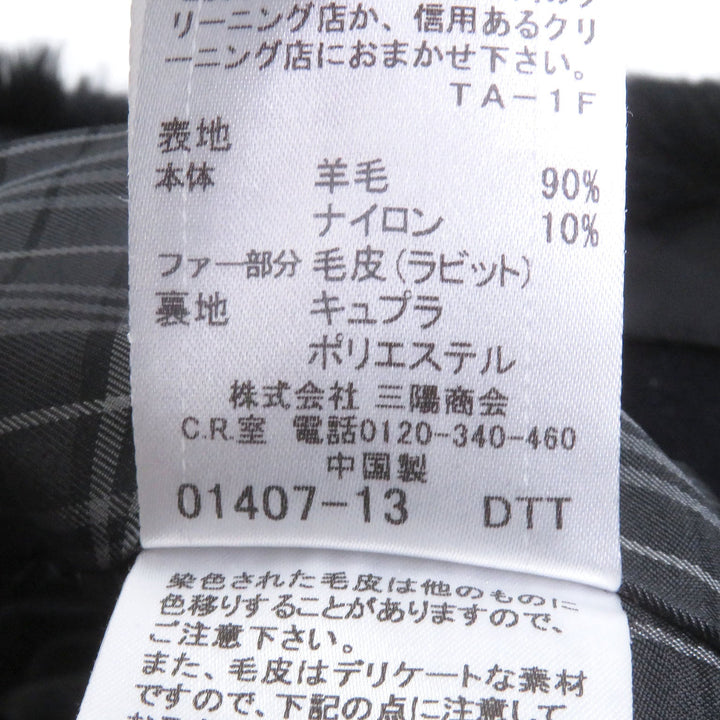 リーニング店か、信用あるクリ
ーニング店におまかせ下さい。
TA-1F
表地
本体 羊毛 90%
ナイロン 10%
ファー部分 毛皮(ラビット)
裏地 キュプラ
ポリエステル
株式会社 三陽商会
C.R.室 電話0120-340-460
中国製
01407-13 DTT
染色された毛皮は他のものに
色移りすることがありますので、
ご注意下さい。
また、毛皮はデリケートな素材
ですので、下記の点に注意して